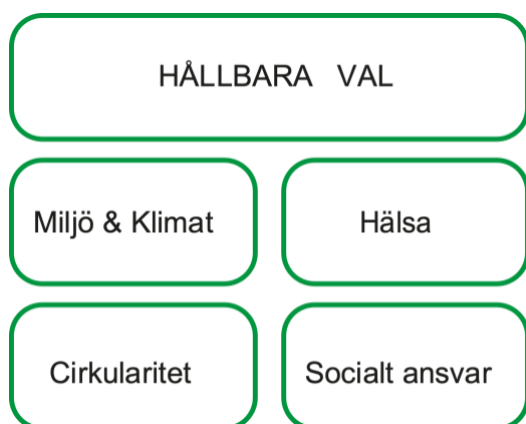 HÅLLBARA VAL
Miljö & Klimat
Hälsa
Cirkularitet
Socialt ansvar